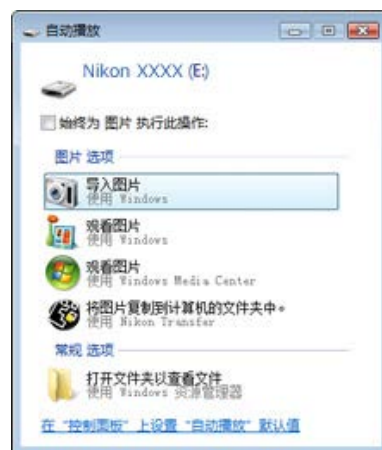 自动播放
Nikon XXXX (E:)
始终为 图片 执行此操作:
图片 选项
导入图片
使用 Windows
观看图片
使用 Windows
观看图片
使用 Windows Media Center
将图片复制到计算机的文件夹中。
使用 Nikon Transfer
常规 选项
打开文件夹以查看文件
使用 Windows 资源管理器
在 "控制面板" 上设置 "自动播放" 默认值